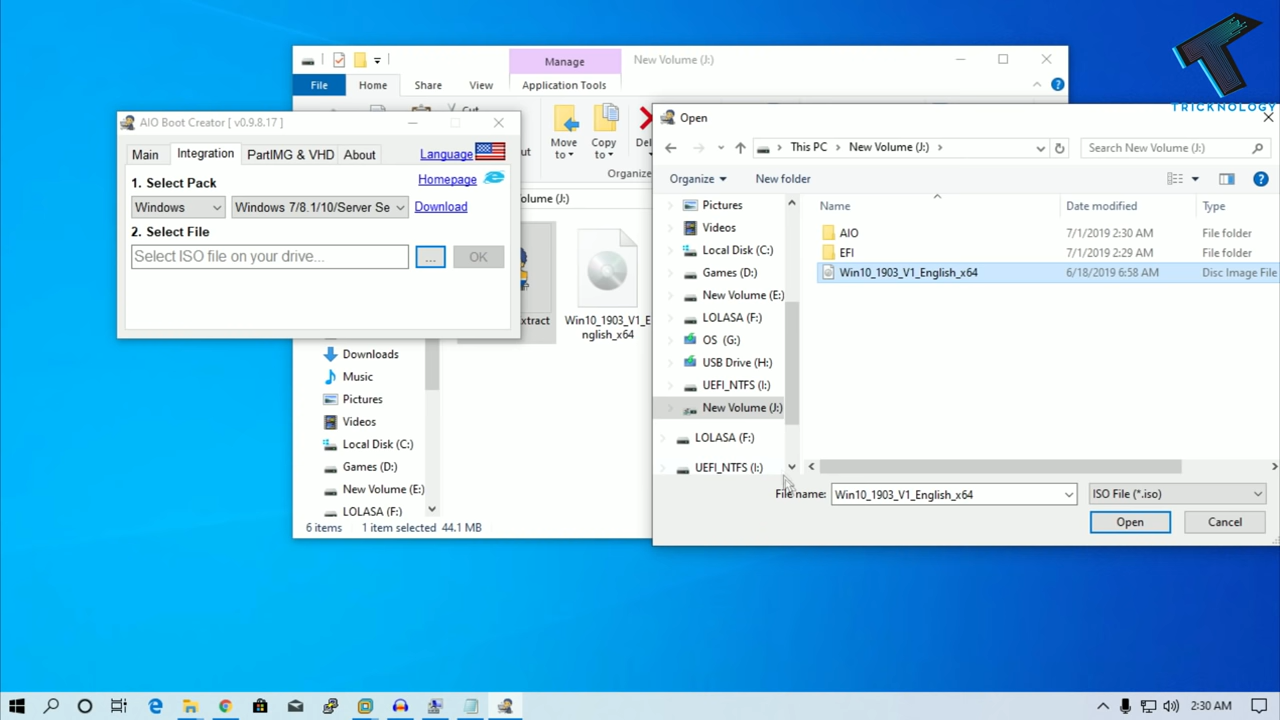 TRICKNOLOGY
Manage
New Volume (J:)
File
Home
Share
View
Application Tools
Cut
Move
to
Copy
to
Organize
AIO Boot Creator [ v0.9.8.17 ]
Main
Integration
PartIMG & VHD
About
Language
Homepage
1. Select Pack
Windows
Windows 7/8.1/10/Server Se
Download
2. Select File
Select ISO file on your drive...
...
OK
Open
This PC
New Volume (J:)
Search New Volume (J:)
Organize
New folder
Name
Date modified
Type
AIO
7/1/2019 2:30 AM
File folder
EFI
7/1/2019 2:29 AM
File folder
Win10_1903_V1_English_x64
6/18/2019 6:58 AM
Disc Image File
Pictures
Videos
Local Disk (C:)
Games (D:)
New Volume (E:)
LOLASA (F:)
OS (G:)
USB Drive (H:)
UEFI_NTFS (I:)
New Volume (J:)
LOLASA (F:)
UEFI_NTFS (I:)
File name:
Win10_1903_V1_English_x64
ISO File (*.iso)
Open
Cancel
Win10_1903_V1_E
nglish_x64
Downloads
Music
Pictures
Videos
Local Disk (C:)
Games (D:)
New Volume (E:)
LOLASA (F:)
6 items
1 item selected 44.1 MB
2:30 AM